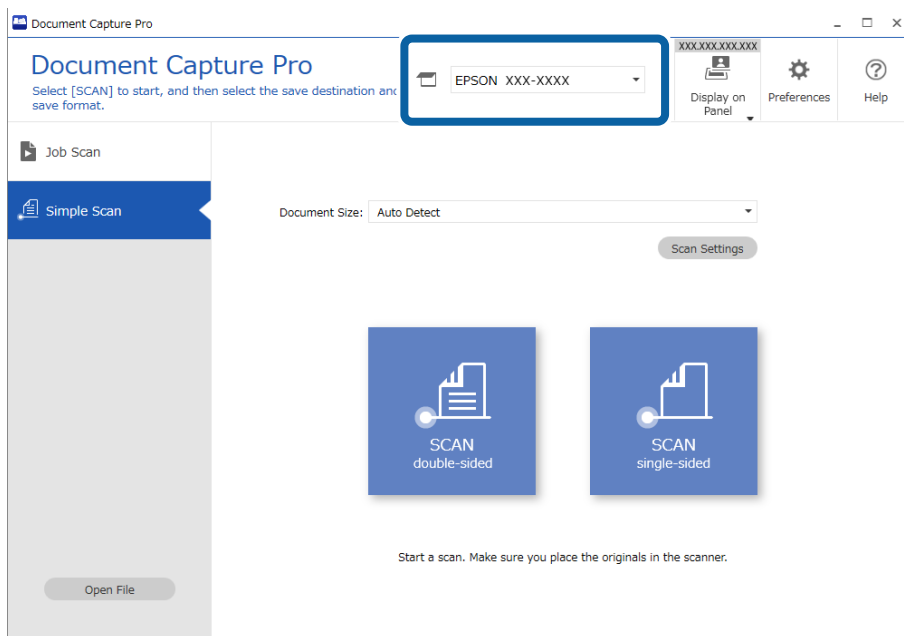 Document Capture Pro
Document Capture Pro
Select [SCAN] to start, and then select the save destination and
save format.
EPSON XXX-XXXX
XXX.XXX.XXX.XXX
Display on
Panel
Preferences
Help
Job Scan
Simple Scan
Document Size:
Auto Detect
Scan Settings
SCAN
double-sided
SCAN
single-sided
Start a scan. Make sure you place the originals in the scanner.
Open File